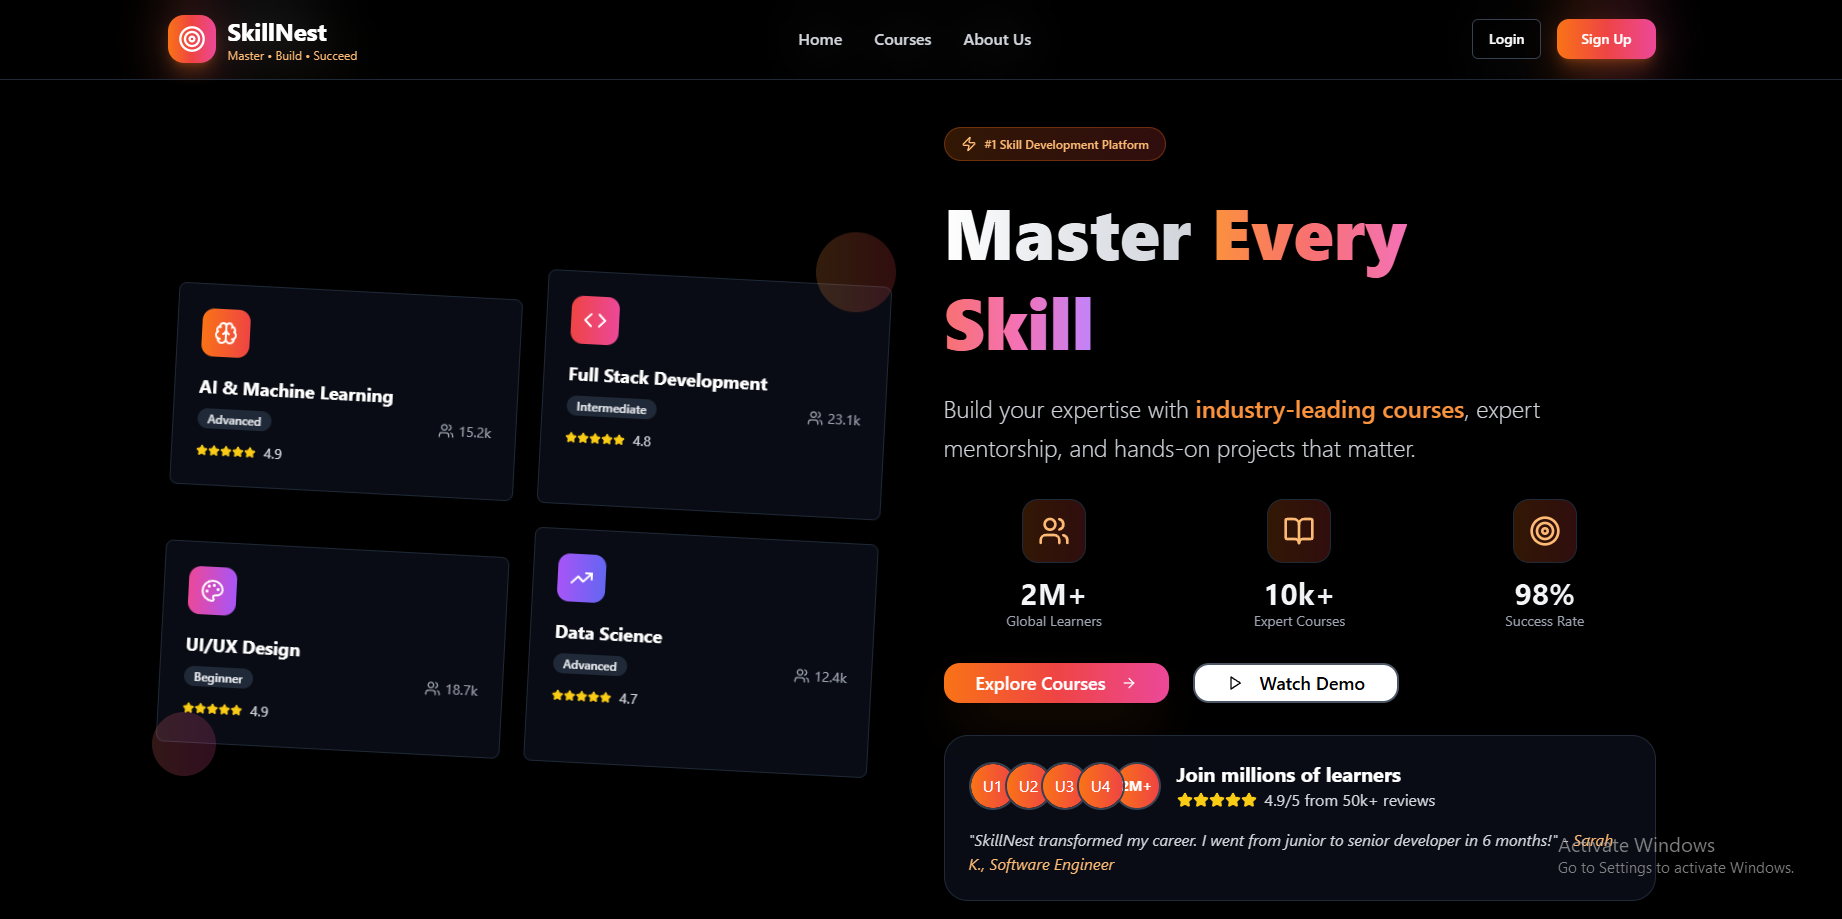 SkillNest
Master • Build • Succeed
Home
Courses
About Us
Login
Sign Up
#1 Skill Development Platform
Master Every
Skill
Build your expertise with industry-leading courses, expert
mentorship, and hands-on projects that matter.
2M+
Global Learners
10k+
Expert Courses
98%
Success Rate
Explore Courses
Watch Demo
U1
U2
U3
U4
2M+
Join millions of learners
4.9/5 from 50k+ reviews
"SkillNest transformed my career. I went from junior to senior developer in 6 months!" - Sarah
K., Software Engineer
AI & Machine Learning
Advanced
15.2k
4.9
Full Stack Development
Intermediate
23.1k
4.8
UI/UX Design
Beginner
18.7k
4.9
Data Science
Advanced
12.4k
4.7
Activate Windows
Go to Settings to activate Windows.